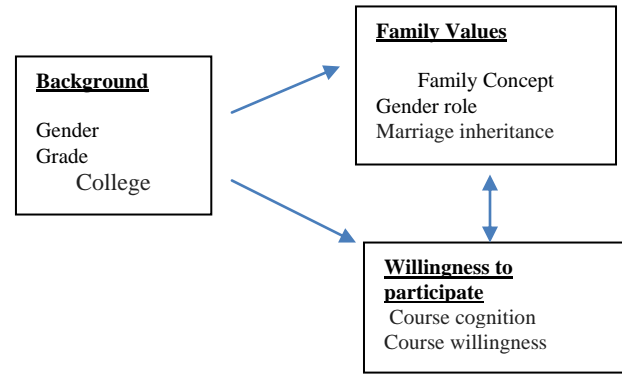 Background
Gender
Grade
College
Family Values
Family Concept
Gender role
Marriage inheritance
Willingness to
participate
Course cognition
Course willingness